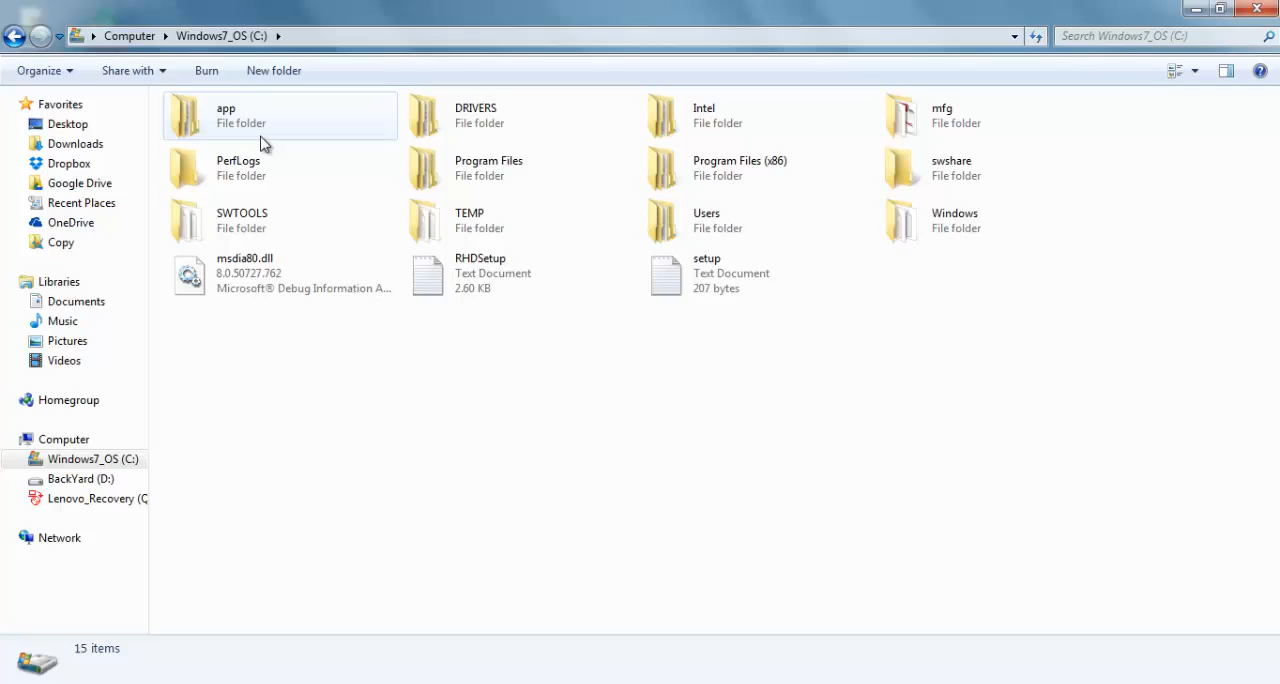 Computer
Windows7_OS (C:)
Search Windows7_OS (C:)
Organize
Share with
Burn
New folder
Favorites
Desktop
Downloads
Dropbox
Google Drive
Recent Places
OneDrive
Copy
Libraries
Documents
Music
Pictures
Videos
Homegroup
Computer
Windows7_OS (C:)
BackYard (D:)
Lenovo_Recovery (Q
Network
app
File folder
DRIVERS
File folder
Intel
File folder
mfg
File folder
PerfLogs
File folder
Program Files
File folder
Program Files (x86)
File folder
swshare
File folder
SWTOOLS
File folder
TEMP
File folder
Users
File folder
Windows
File folder
msdia80.dll
8.0.50727.762
Microsoft® Debug Information A...
RHDSetup
Text Document
2.60 KB
setup
Text Document
207 bytes
15 items